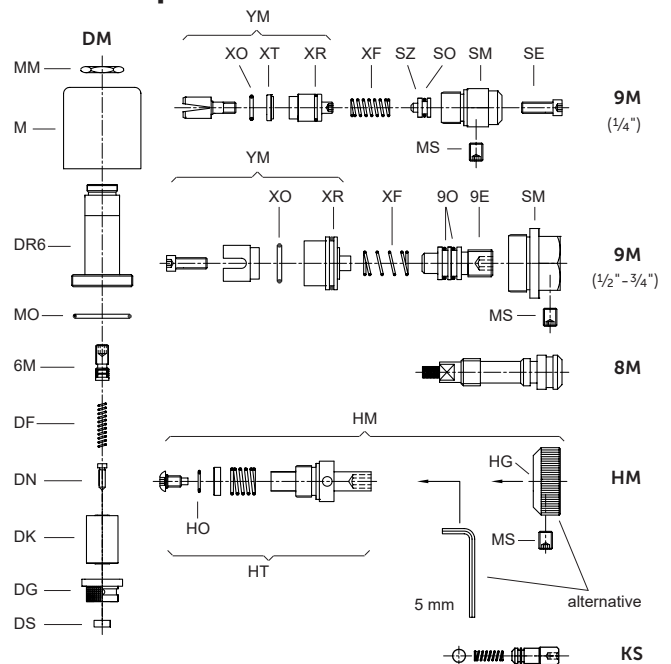 DM
MM
M
DR6
MO
6M
DF
DN
DK
DG
DS
YM
XO XT XR XF SZ SO SM SE
MS
9M
(1/4")
YM
XO XR XF 9O 9E SM
MS
9M
(1/2"-3/4")
8M
HM
HG
HM
HO
MS
HT
5 mm
alternative
KS